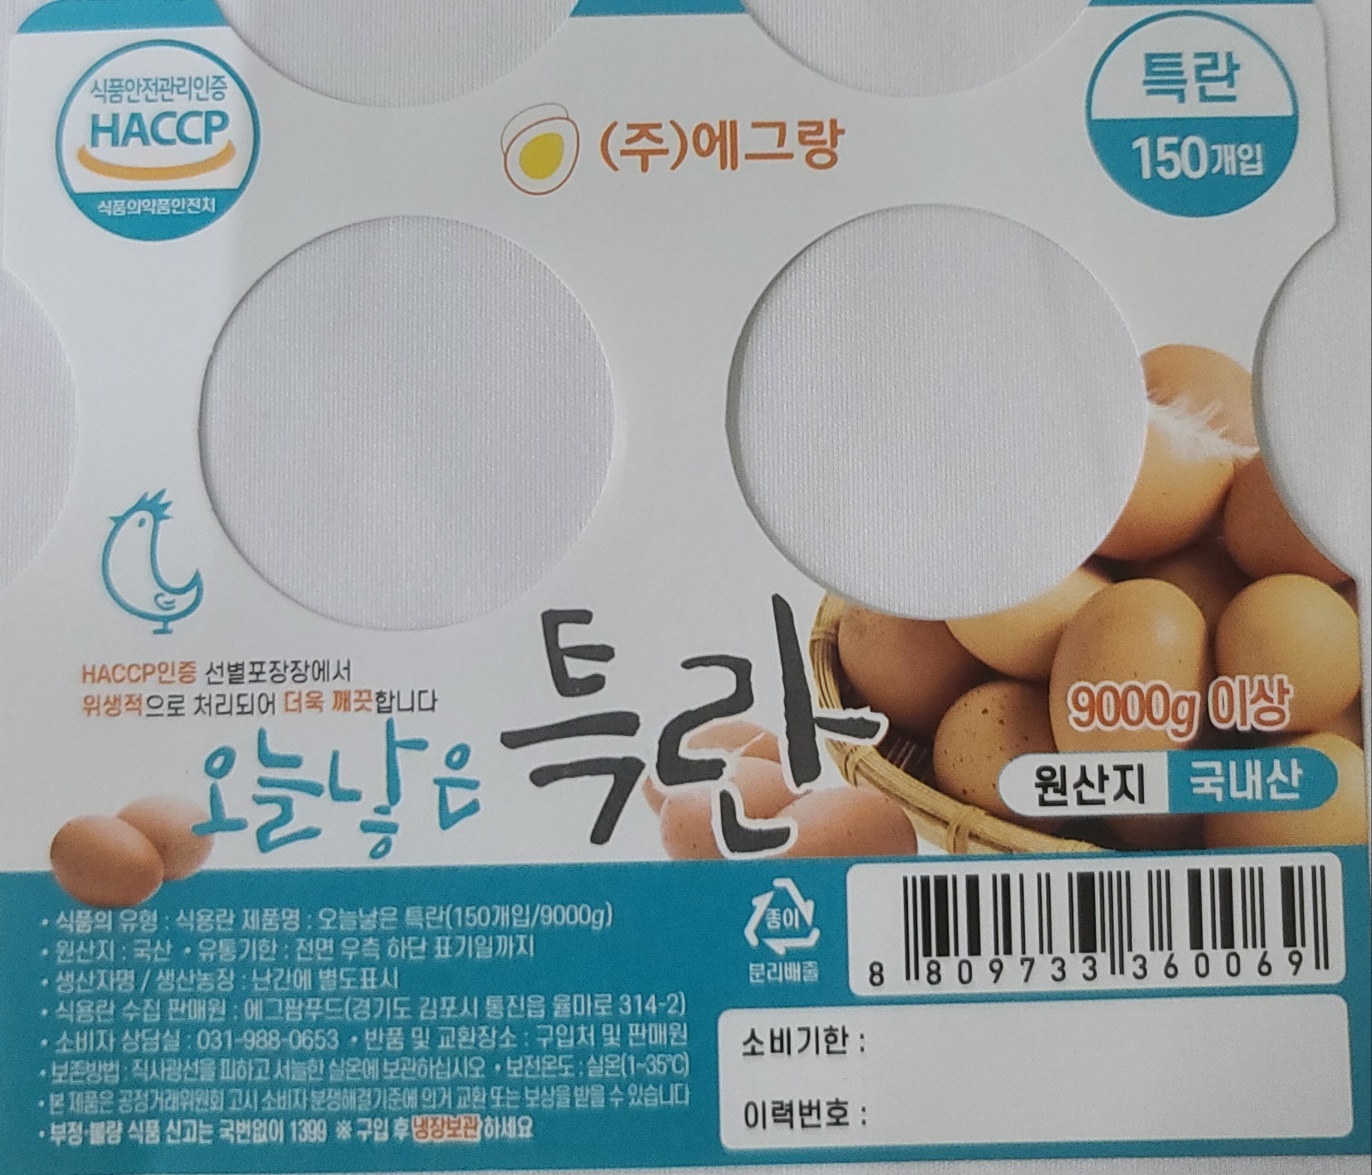 식품안전관리인증
HACCP
식품의약품안전처
(주)에그랑
특란
150개입
HACCP인증 선별포장장에서
위생적으로 처리되어 더욱 깨끗합니다
오늘낳은 특란
9000g 이상
원산지 국내산
• 식품의 유형 : 식용란 제품명 : 오늘낳은 특란(150개입/9000g)
• 원산지 : 국산 • 유통기한 : 전면 우측 하단 표기일까지
• 생산자명 / 생산농장 : 난간에 별도표시
• 식용란 수집 판매원 : 에그팜푸드(경기도 김포시 통진읍 율마로 314-2)
• 소비자 상담실 : 031-988-0653 • 반품 및 교환장소 : 구입처 및 판매원
• 보존방법 : 직사광선을 피하고 서늘한 실온에 보관하십시오 • 보전온도 : 실온(1~35℃)
• 본 제품은 공정거래위원회 고시 소비자 분쟁해결기준에 의거 교환 또는 보상을 받을 수 있습니다
• 부정·불량 식품 신고는 국번없이 1399 ※ 구입 후 냉장보관하세요
종이
분리배출
8 809733 360069
소비기한 :
이력번호 :